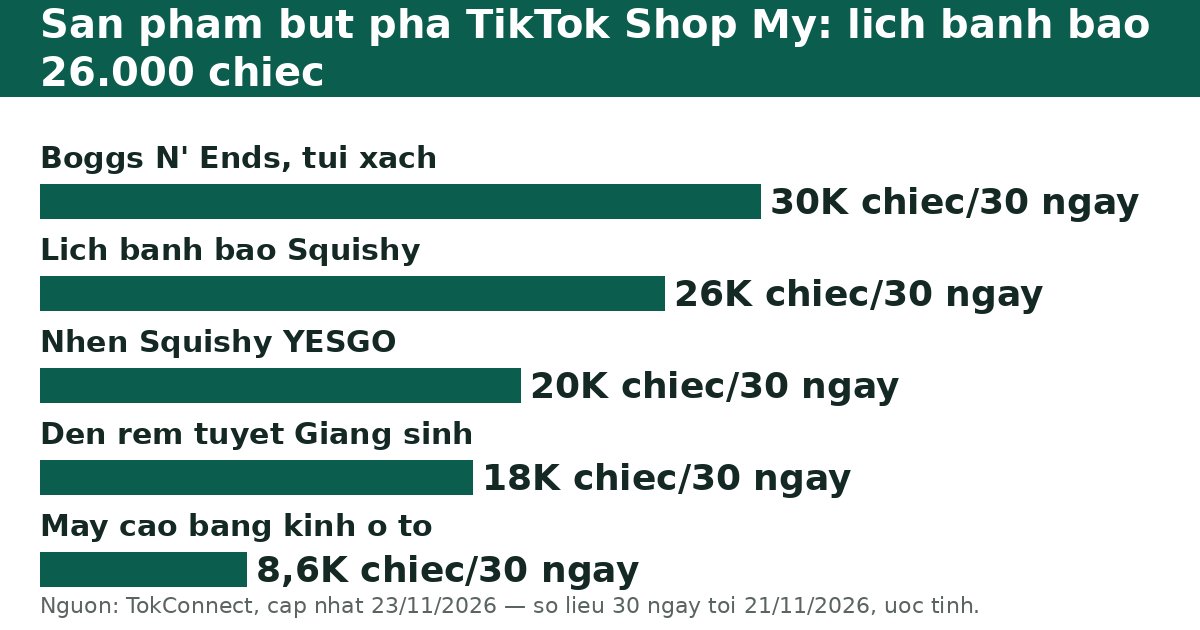 San pham but pha TikTok Shop My: lich banh bao
26.000 chiec
Boggs N' Ends, tui xach
30K chiec/30 ngay
Lich banh bao Squishy
26K chiec/30 ngay
Nhen Squishy YESGO
20K chiec/30 ngay
Den rem tuyet Giang sinh
18K chiec/30 ngay
May cao bang kinh o to
8,6K chiec/30 ngay
Nguon: TokConnect, cap nhat 23/11/2026 — so lieu 30 ngay toi 21/11/2026, uoc tinh.